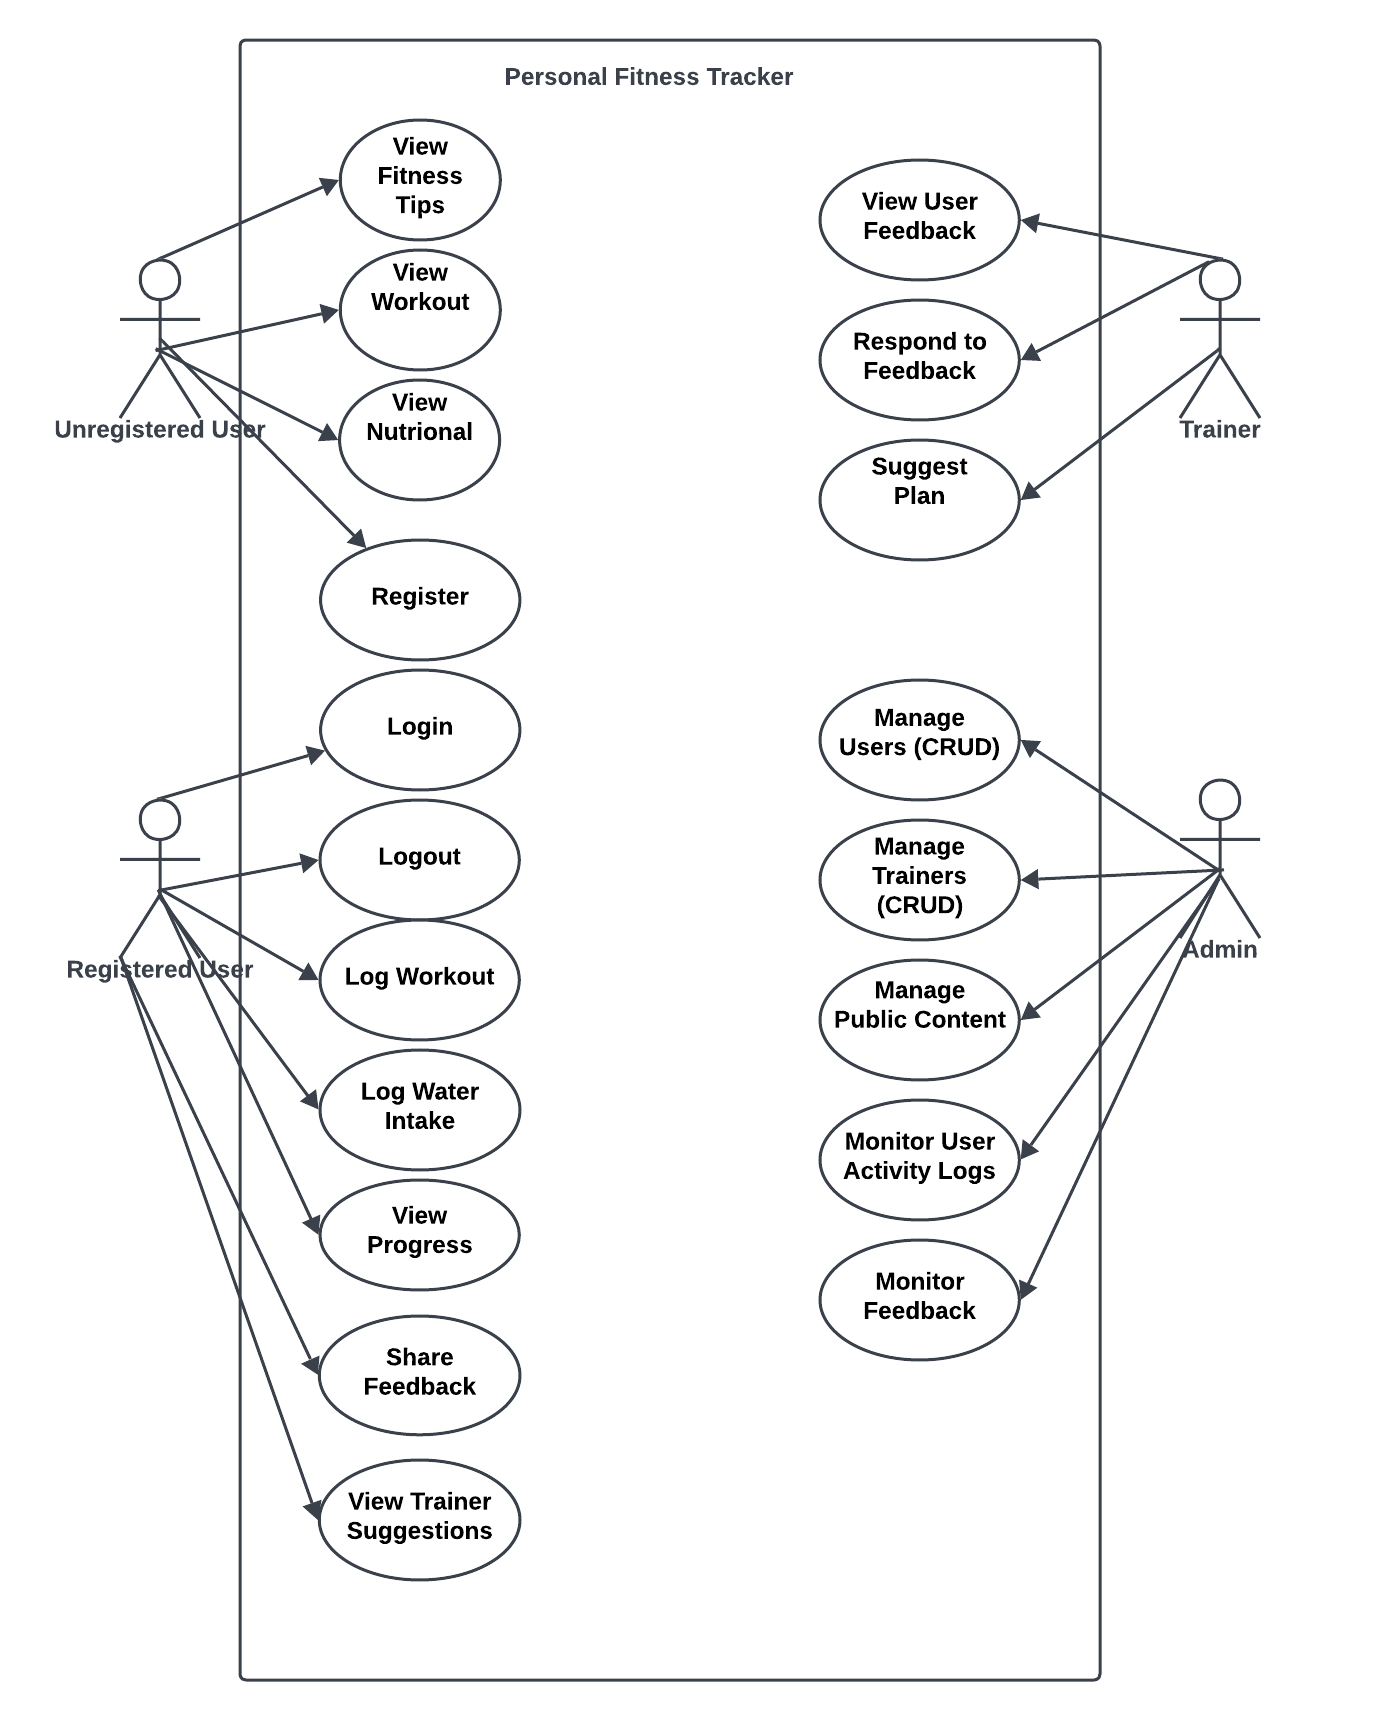 Personal Fitness Tracker
View
Fitness
Tips
View
Workout
View
Nutrional
Unregistered User
Register
Login
Logout
Log Workout
Registered User
Log Water
Intake
View
Progress
Share
Feedback
View Trainer
Suggestions
View User
Feedback
Respond to
Feedback
Trainer
Suggest
Plan
Manage
Users (CRUD)
Manage
Trainers
(CRUD)
Admin
Manage
Public Content
Monitor User
Activity Logs
Monitor
Feedback